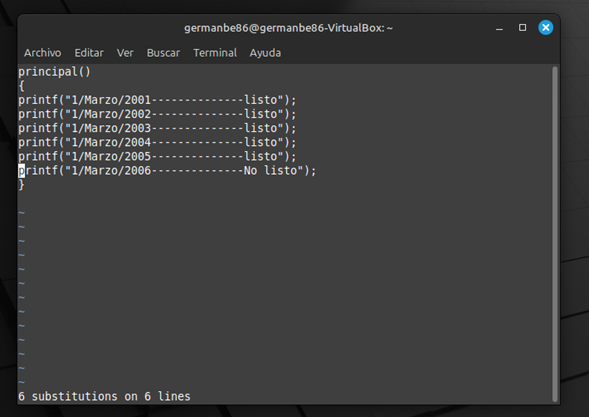 germanbe86@germanbe86-VirtualBox: ~
Archivo Editar Ver Buscar Terminal Ayuda
principal()
{
printf("1/Marzo/2001--------------listo");
printf("1/Marzo/2002--------------listo");
printf("1/Marzo/2003--------------listo");
printf("1/Marzo/2004--------------listo");
printf("1/Marzo/2005--------------listo");
printf("1/Marzo/2006--------------No listo");
}
~
~
~
~
~
~
~
~
~
~
~
~
~
6 substitutions on 6 lines